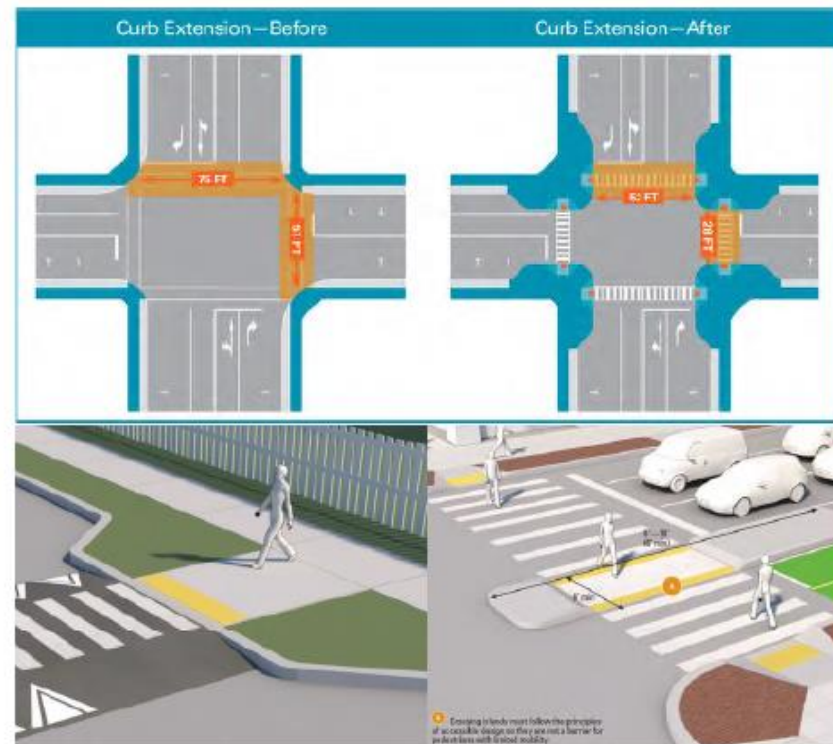 Curb Extension—Before
Curb Extension—After
75 FT
51 FT
52 FT
28 FT
6' min
Crossing islands must follow the principles
of accessible design so they are not a barrier for
pedestrians with limited mobility.